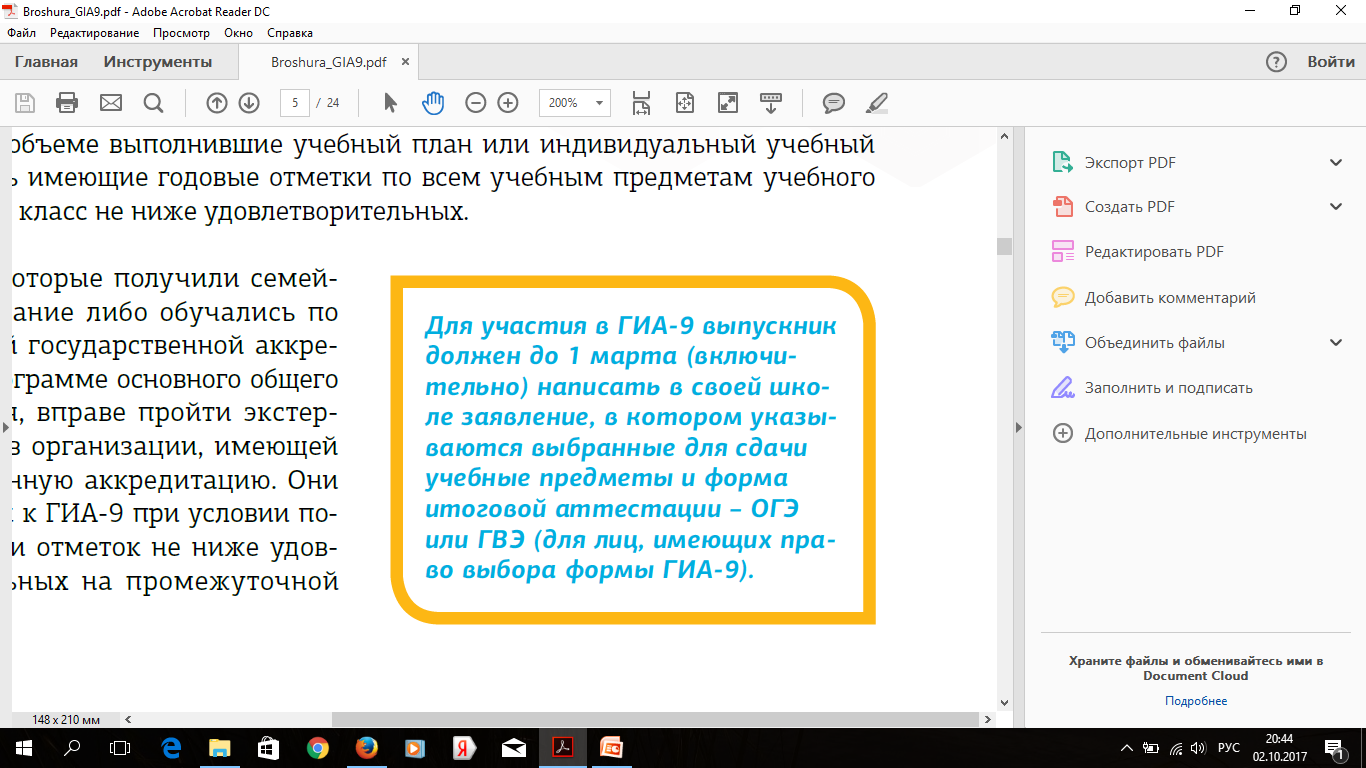 Broshura_GIA9.pdf - Adobe Acrobat Reader DC
Файл Редактирование Просмотр Окно Справка
Главная Инструменты Broshura_GIA9.pdf × ? Войти
5 / 24 200%
объеме выполнившие учебный план или индивидуальный учебный
имеющие годовые отметки по всем учебным предметам учебного
класс не ниже удовлетворительных.
оторые получили семей-
ание либо обучались по
й государственной аккре-
ограмме основного общего
вправе пройти экстер-
в организации, имеющей
нную аккредитацию. Они
к ГИА-9 при условии по-
и отметок не ниже удов-
ьных на промежуточной
Для участия в ГИА-9 выпускник
должен до 1 марта (включи-
тельно) написать в своей шко-
ле заявление, в котором указы-
ваются выбранные для сдачи
учебные предметы и форма
итоговой аттестации – ОГЭ
или ГВЭ (для лиц, имеющих пра-
во выбора формы ГИА-9).
Экспорт PDF
Создать PDF
Редактировать PDF
Добавить комментарий
Объединить файлы
Заполнить и подписать
Дополнительные инструменты
Храните файлы и обменивайтесь ими в
Document Cloud
Подробнее
148 x 210 мм
РУС
20:44
02.10.2017
1